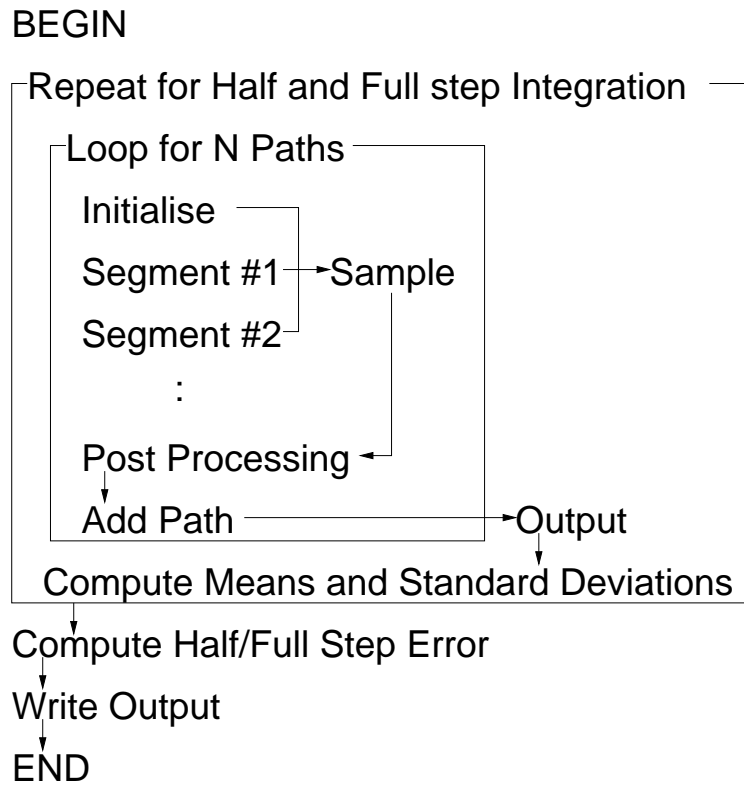 BEGIN
Repeat for Half and Full step Integration
Loop for N Paths
Initialise
Segment #1 Sample
Segment #2
:
Post Processing
Add Path Output
Compute Means and Standard Deviations
Compute Half/Full Step Error
Write Output
END